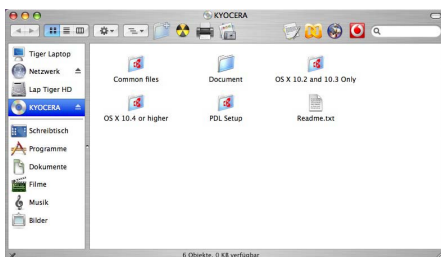 KYOCERA
Tiger Laptop
Netzwerk
Lap Tiger HD
KYOCERA
Schreibtisch
Programme
Dokumente
Filme
Musik
Bilder
Common files
Document
OS X 10.2 and 10.3 Only
OS X 10.4 or higher
PDL Setup
Readme.txt
6 Objekte, 0 KB verfügbar